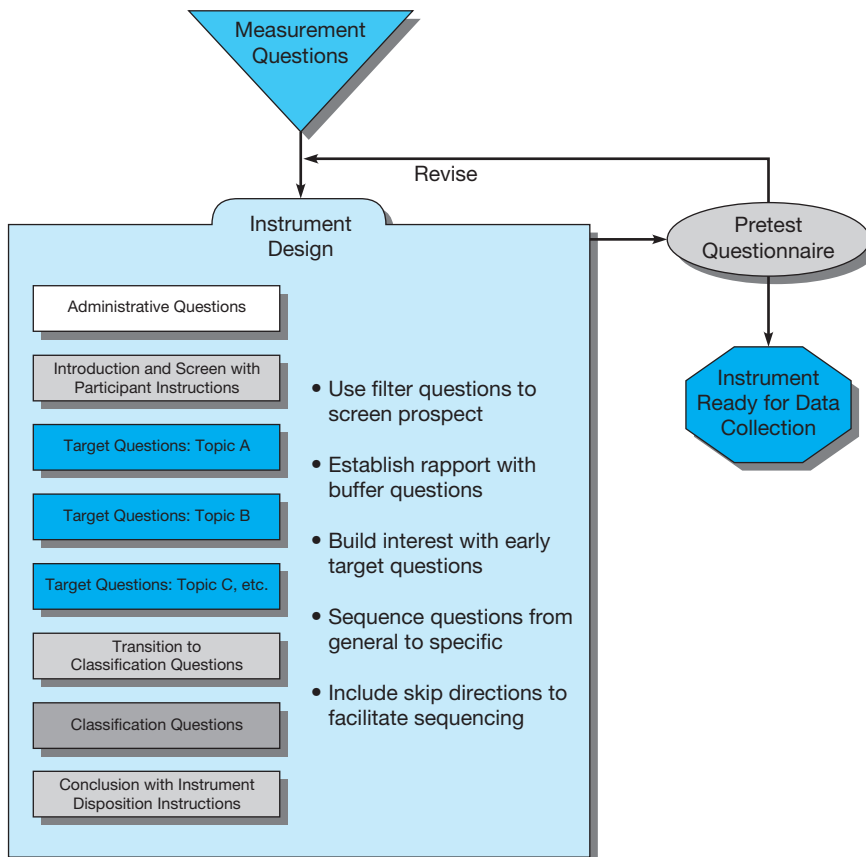 Measurement
Questions
Revise
Instrument
Design
Pretest
Questionnaire
Administrative Questions
Introduction and Screen with
Participant Instructions
Target Questions: Topic A
Target Questions: Topic B
Target Questions: Topic C, etc.
Transition to
Classification Questions
Classification Questions
Conclusion with Instrument
Disposition Instructions
• Use filter questions to
screen prospect
• Establish rapport with
buffer questions
• Build interest with early
target questions
• Sequence questions from
general to specific
• Include skip directions to
facilitate sequencing
Instrument
Ready for Data
Collection